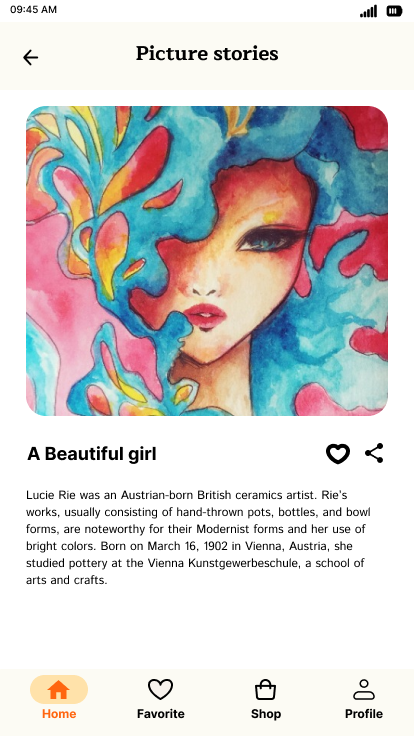 09:45 AM
Picture stories
A Beautiful girl
Lucie Rie was an Austrian-born British ceramics artist. Rie's
works, usually consisting of hand-thrown pots, bottles, and bowl
forms, are noteworthy for their Modernist forms and her use of
bright colors. Born on March 16, 1902 in Vienna, Austria, she
studied pottery at the Vienna Kunstgewerbeschule, a school of
arts and crafts.
Home Favorite Shop Profile